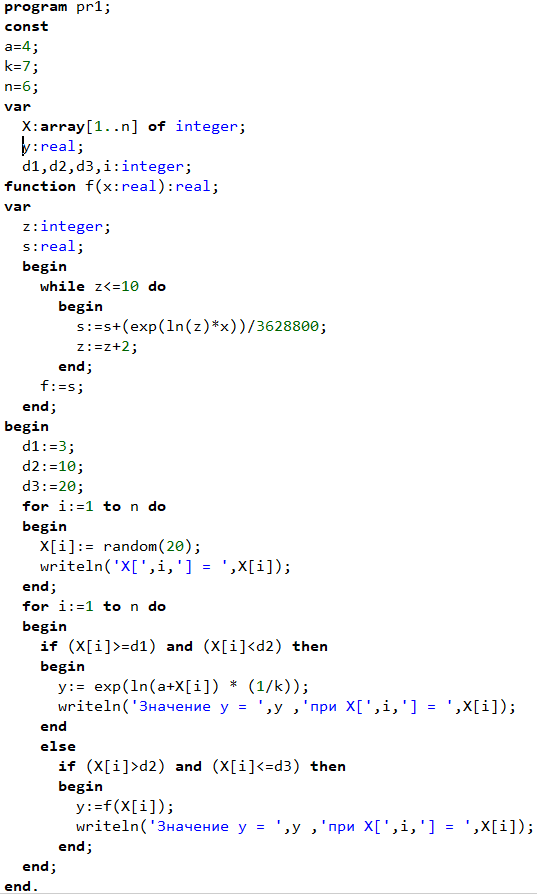 program pr1;
const
a=4;
k=7;
n=6;
var
X:array[1..n] of integer;
y:real;
d1,d2,d3,i:integer;
function f(x:real):real;
var
z:integer;
s:real;
begin
while z<=10 do
begin
s:=s+(exp(ln(z)*x))/3628800;
z:=z+2;
end;
f:=s;
end;
begin
d1:=3;
d2:=10;
d3:=20;
for i:=1 to n do
begin
X[i]:= random(20);
writeln('X[',i,'] = ',X[i]);
end;
for i:=1 to n do
begin
if (X[i]>=d1) and (X[i]<d2) then
begin
y:= exp(ln(a+X[i]) * (1/k));
writeln('Значение y = ',y ,'при X[',i,'] = ',X[i]);
end
else
if (X[i]>d2) and (X[i]<=d3) then
begin
y:=f(X[i]);
writeln('Значение y = ',y ,'при X[',i,'] = ',X[i]);
end;
end;
end.